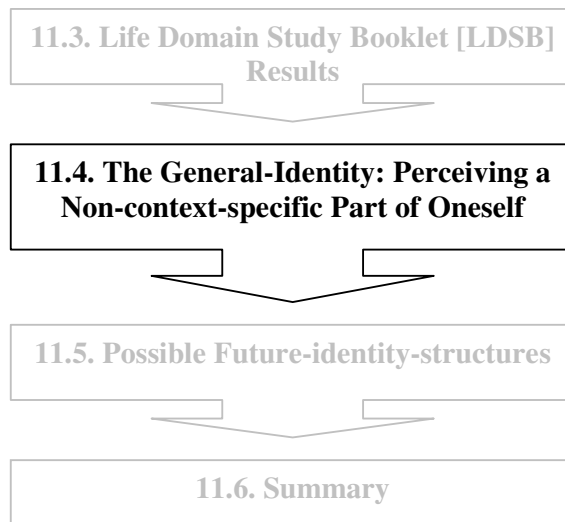 11.3. Life Domain Study Booklet [LDSB]
Results
11.4. The General-Identity: Perceiving a
Non-context-specific Part of Oneself
11.5. Possible Future-identity-structures
11.6. Summary